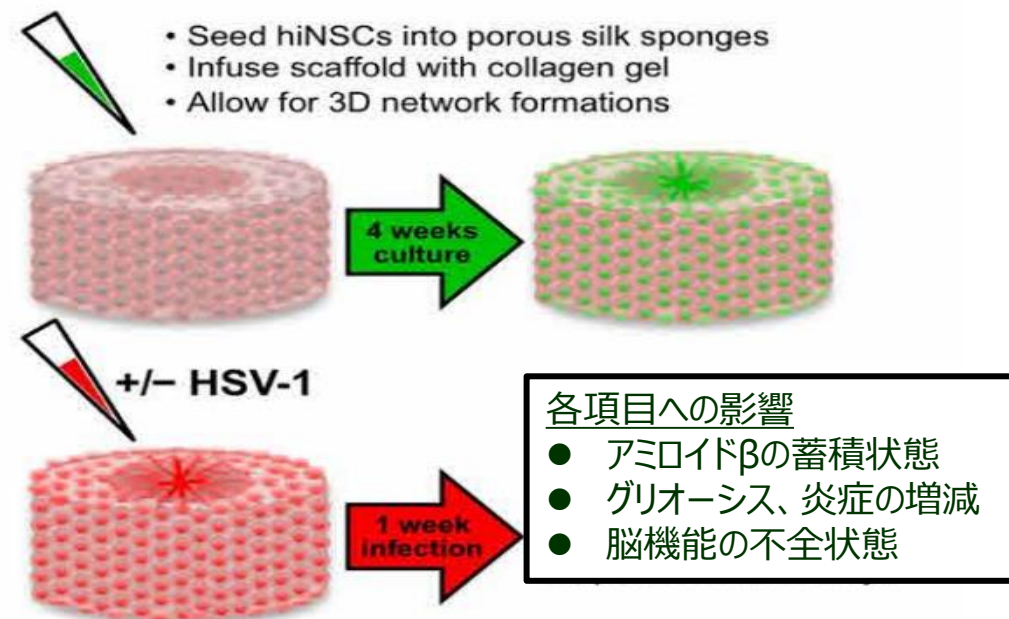 • Seed hiNSCs into porous silk sponges
• Infuse scaffold with collagen gel
• Allow for 3D network formations
4 weeks
culture
+/− HSV-1
各項目への影響
● アミロイドβの蓄積状態
● グリオーシス、炎症の増減
● 脳機能の不全状態
1 week
infection